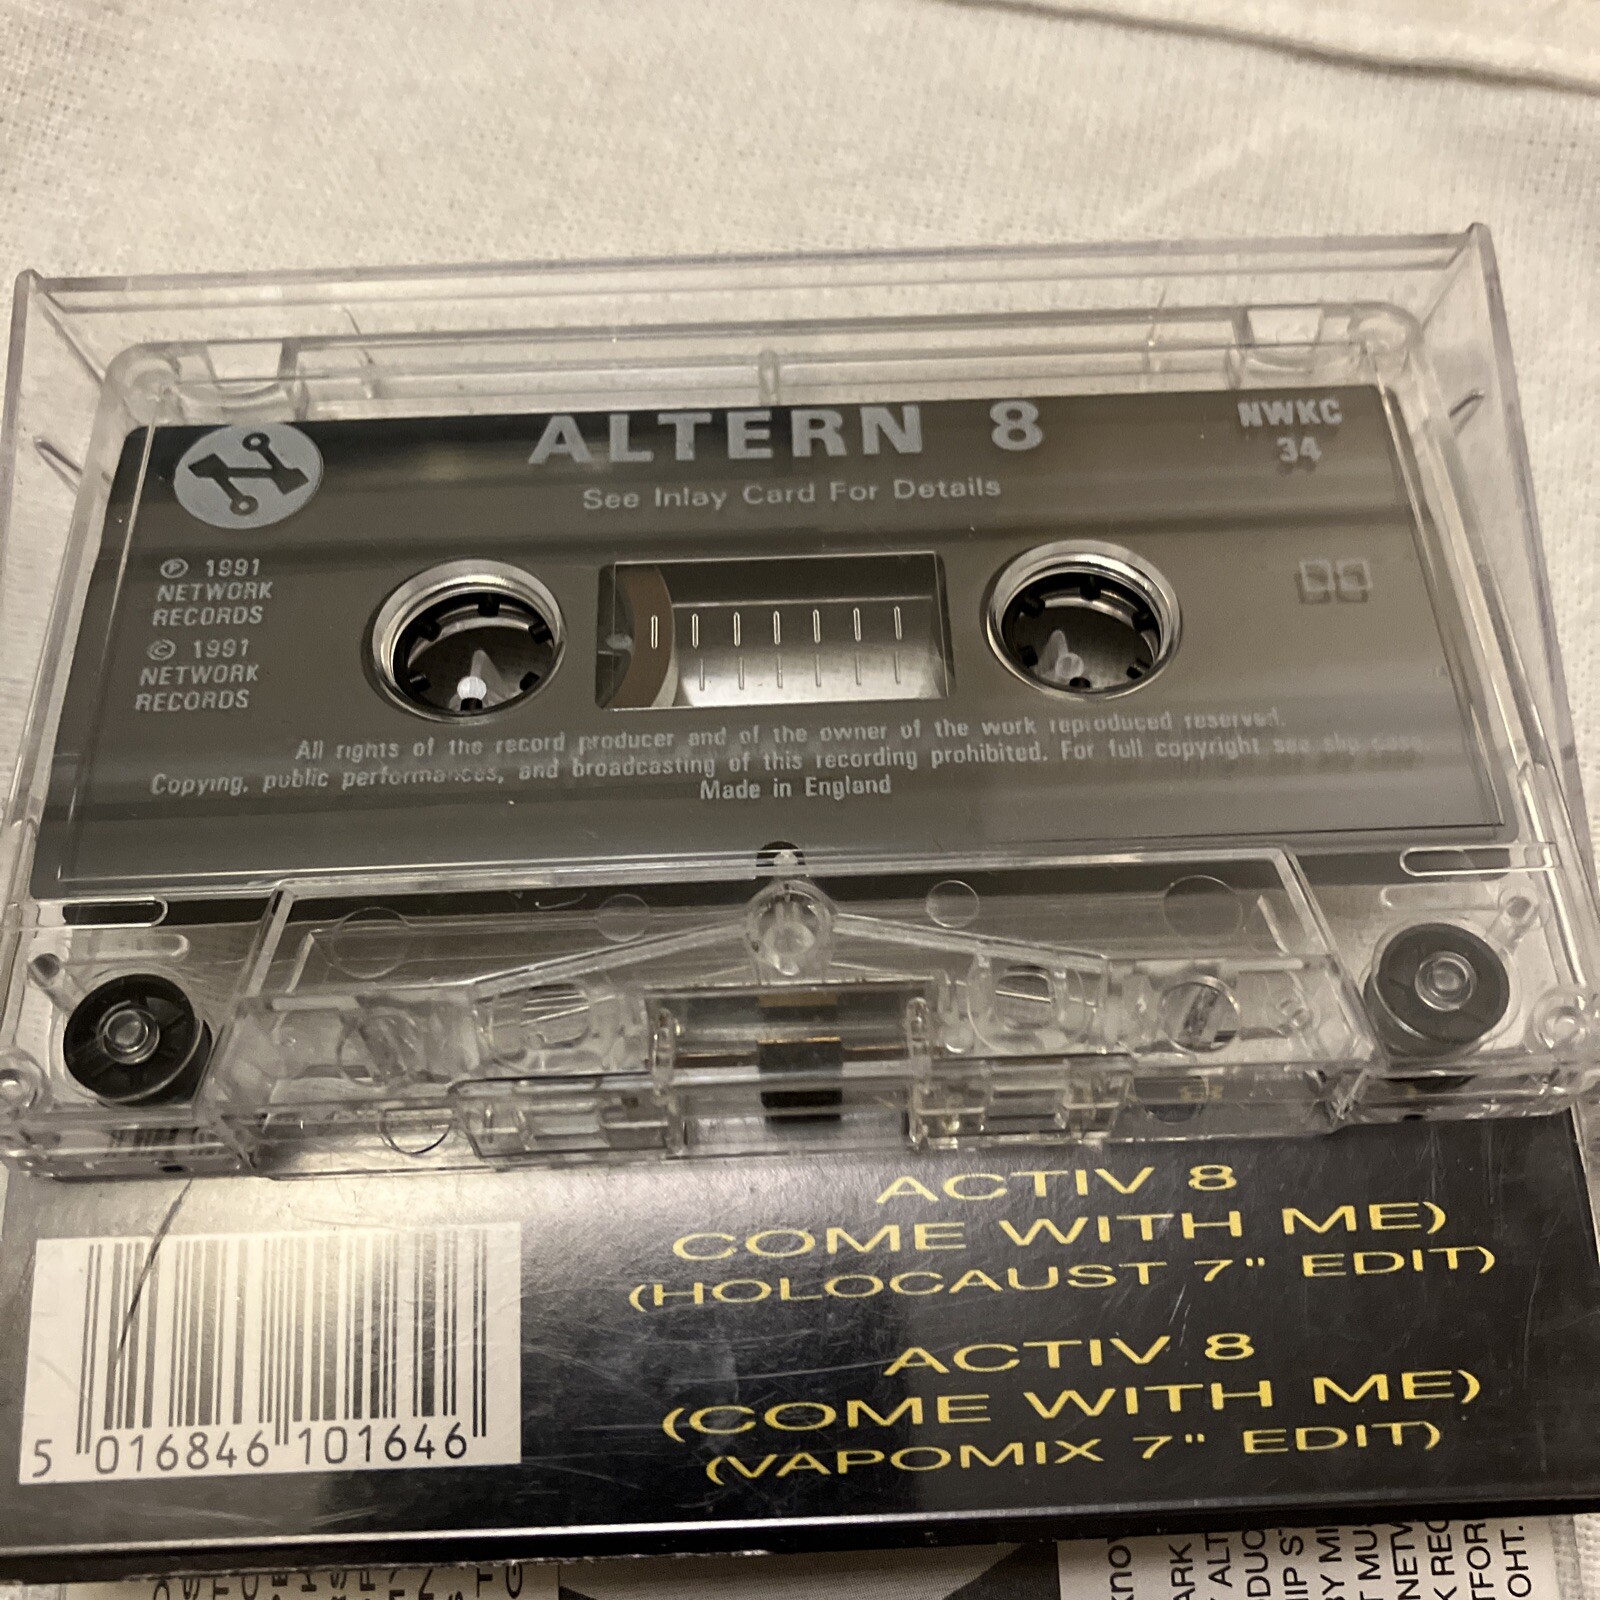 ALTERN 8
NWKC
34
See Inlay Card For Details
℗ 1991
NETWORK
RECORDS
© 1991
NETWORK
RECORDS
All rights of the record producer and of the owner of the work reproduced reserved.
Copying, public performances, and broadcasting of this recording prohibited. For full copyright see
Made in England
ACTIV 8
(COME WITH ME)
(HOLOCAUST 7" EDIT)
ACTIV 8
(COME WITH ME)
(VAPOMIX 7" EDIT)
5 016846 101646